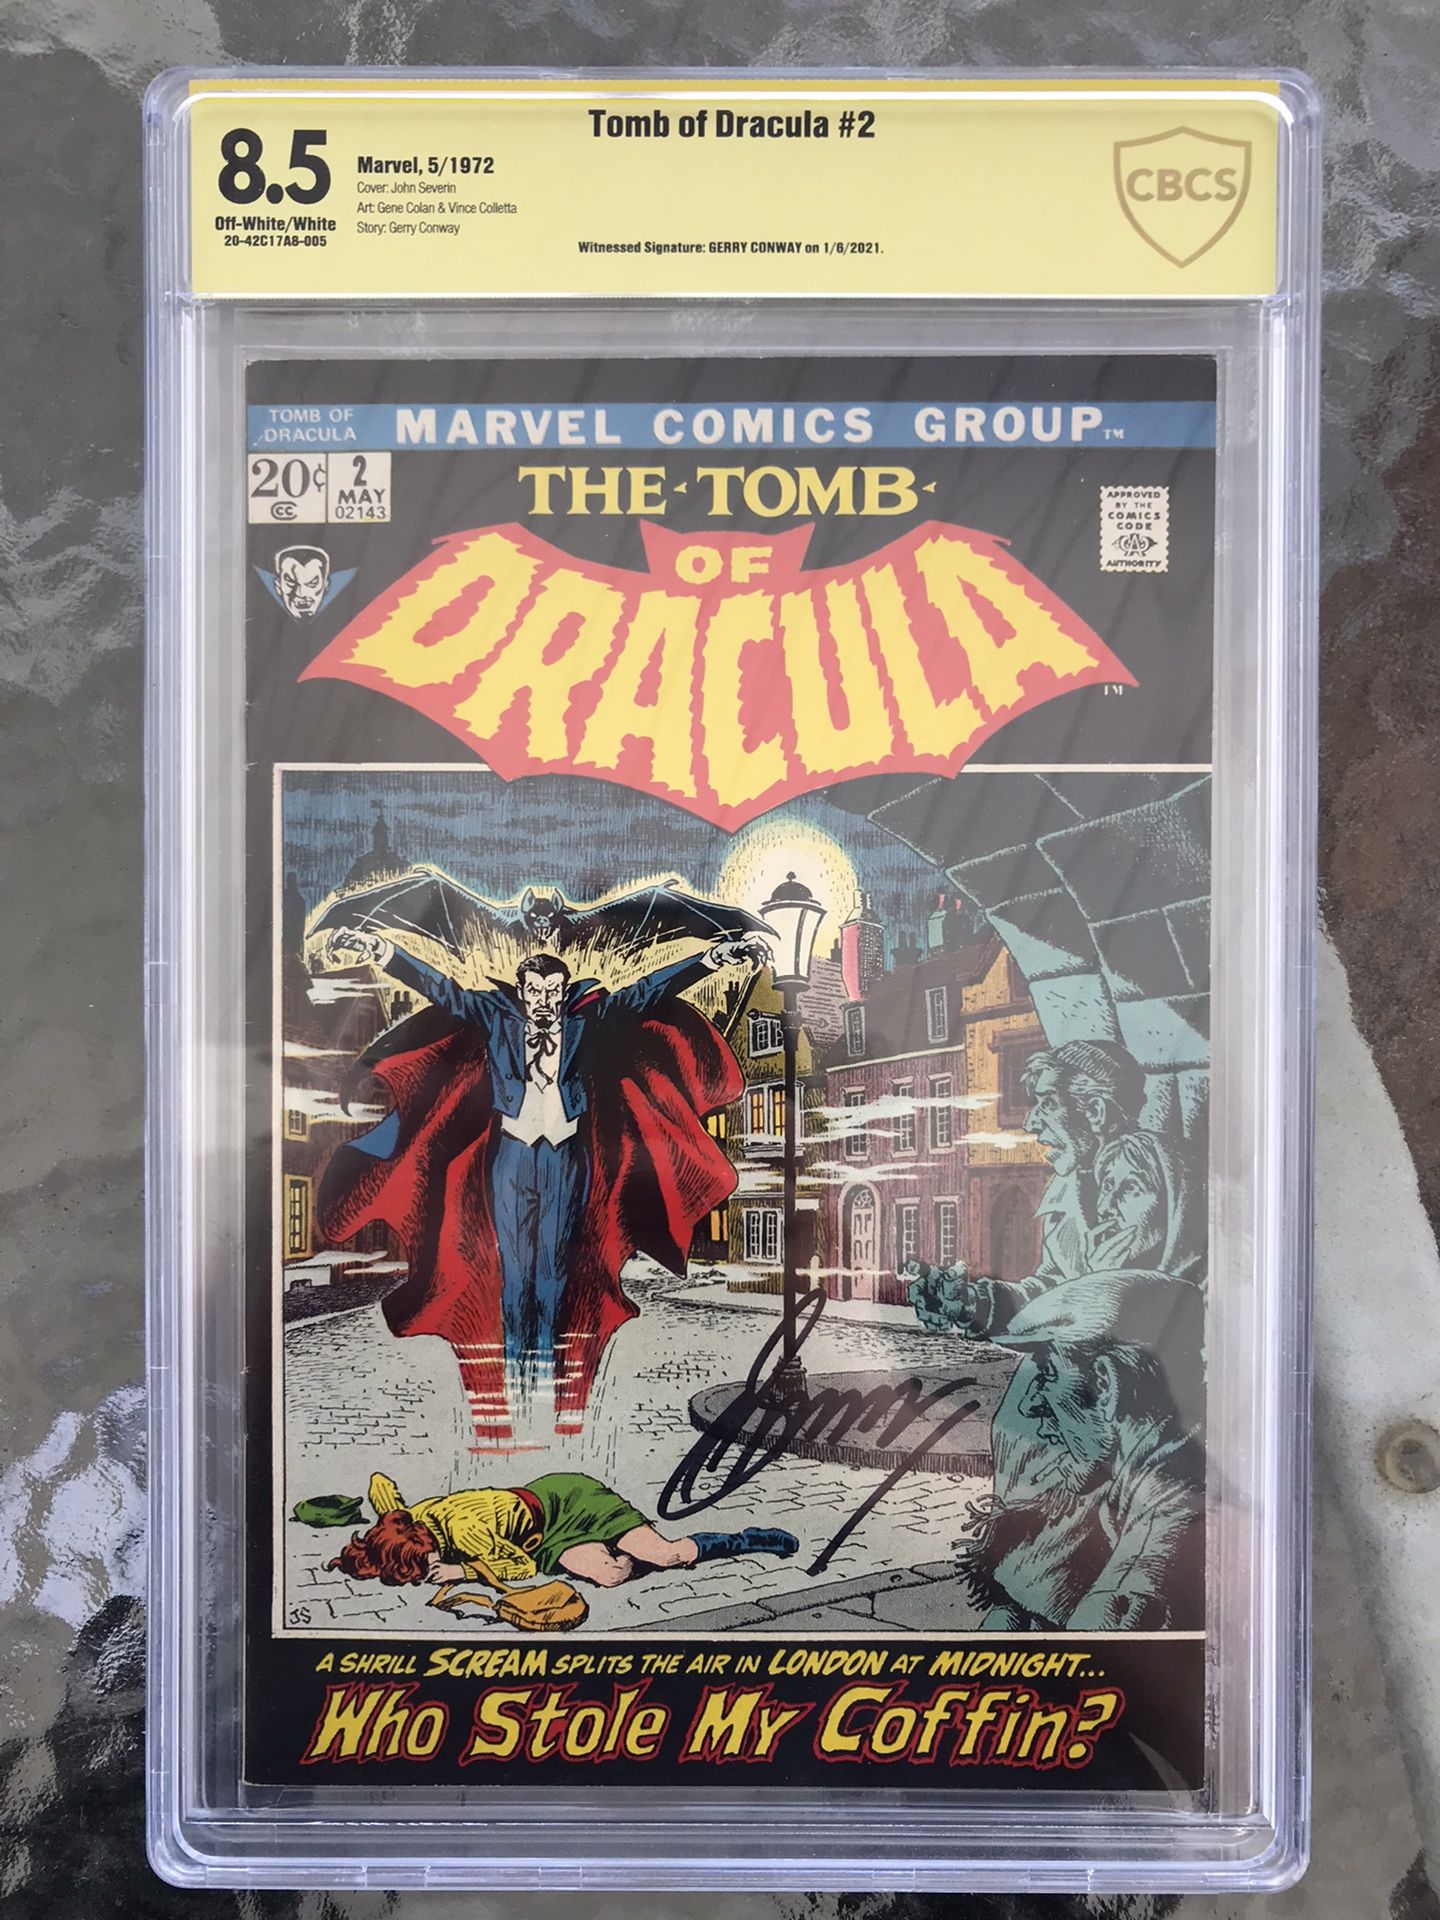 Tomb of Dracula #2
8.5
Off-White/White
20-42C17A8-005
Marvel, 5/1972
Cover: John Severin
Art: Gene Colan & Vince Colletta
Story: Gerry Conway
Witnessed Signature: GERRY CONWAY on 1/6/2021.
CBCS
TOMB OF
DRACULA
MARVEL COMICS GROUP™
20¢
CC
2
MAY
02143
THE TOMB
OF
DRACULA
TM
APPROVED
BY THE
COMICS
CODE
AUTHORITY
JS
A SHRILL SCREAM SPLITS THE AIR IN LONDON AT MIDNIGHT...
Who Stole My Coffin?